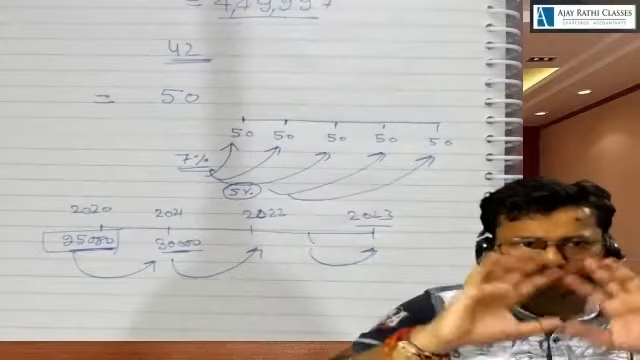 AJAY RATHI CLASSES
CHARTERED ACCOUNTANTS
= 4,49,997
42
= 50
50 50 50 50 50
7%
5%
2020 2021 2022 2023
25000 30000